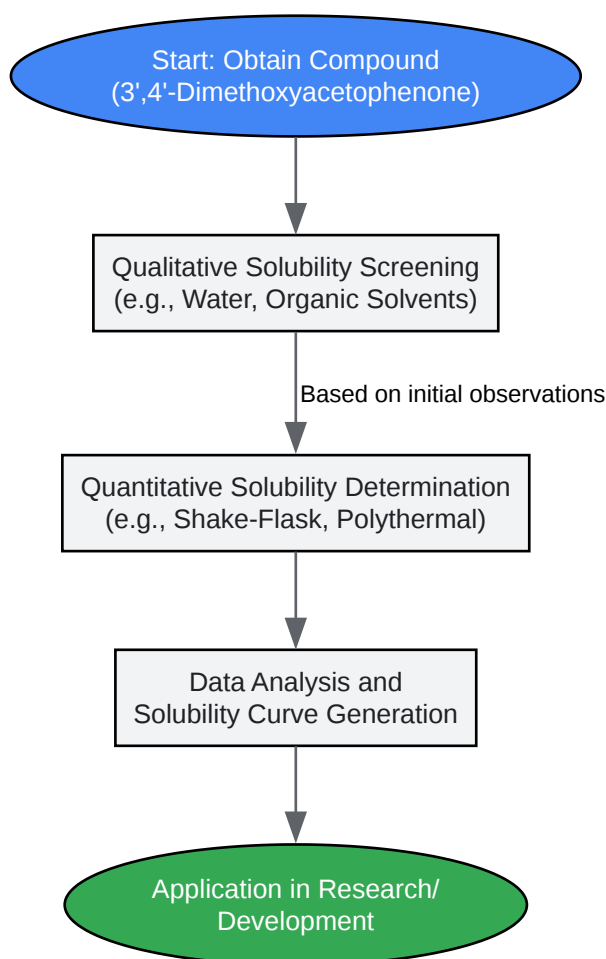 Start: Obtain Compound
(3',4'-Dimethoxyacetophenone)
Qualitative Solubility Screening
(e.g., Water, Organic Solvents)
Based on initial observations
Quantitative Solubility Determination
(e.g., Shake-Flask, Polythermal)
Data Analysis and
Solubility Curve Generation
Application in Research/
Development